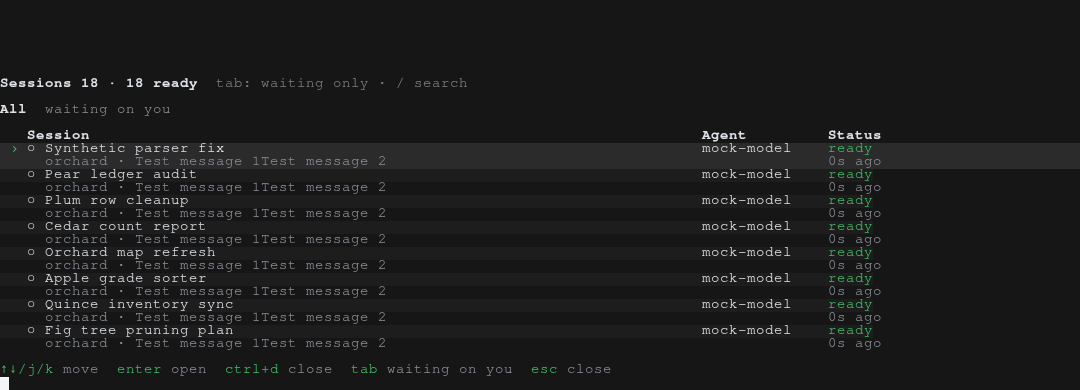 Sessions 18 · 18 ready  tab: waiting only · / search
All  waiting on you
Session  Agent  Status
› ○ Synthetic parser fix  mock-model  ready
orchard · Test message 1Test message 2  0s ago
○ Pear ledger audit  mock-model  ready
orchard · Test message 1Test message 2  0s ago
○ Plum row cleanup  mock-model  ready
orchard · Test message 1Test message 2  0s ago
○ Cedar count report  mock-model  ready
orchard · Test message 1Test message 2  0s ago
○ Orchard map refresh  mock-model  ready
orchard · Test message 1Test message 2  0s ago
○ Apple grade sorter  mock-model  ready
orchard · Test message 1Test message 2  0s ago
○ Quince inventory sync  mock-model  ready
orchard · Test message 1Test message 2  0s ago
○ Fig tree pruning plan  mock-model  ready
orchard · Test message 1Test message 2  0s ago
↑↓/j/k move  enter open  ctrl+d close  tab waiting on you  esc close